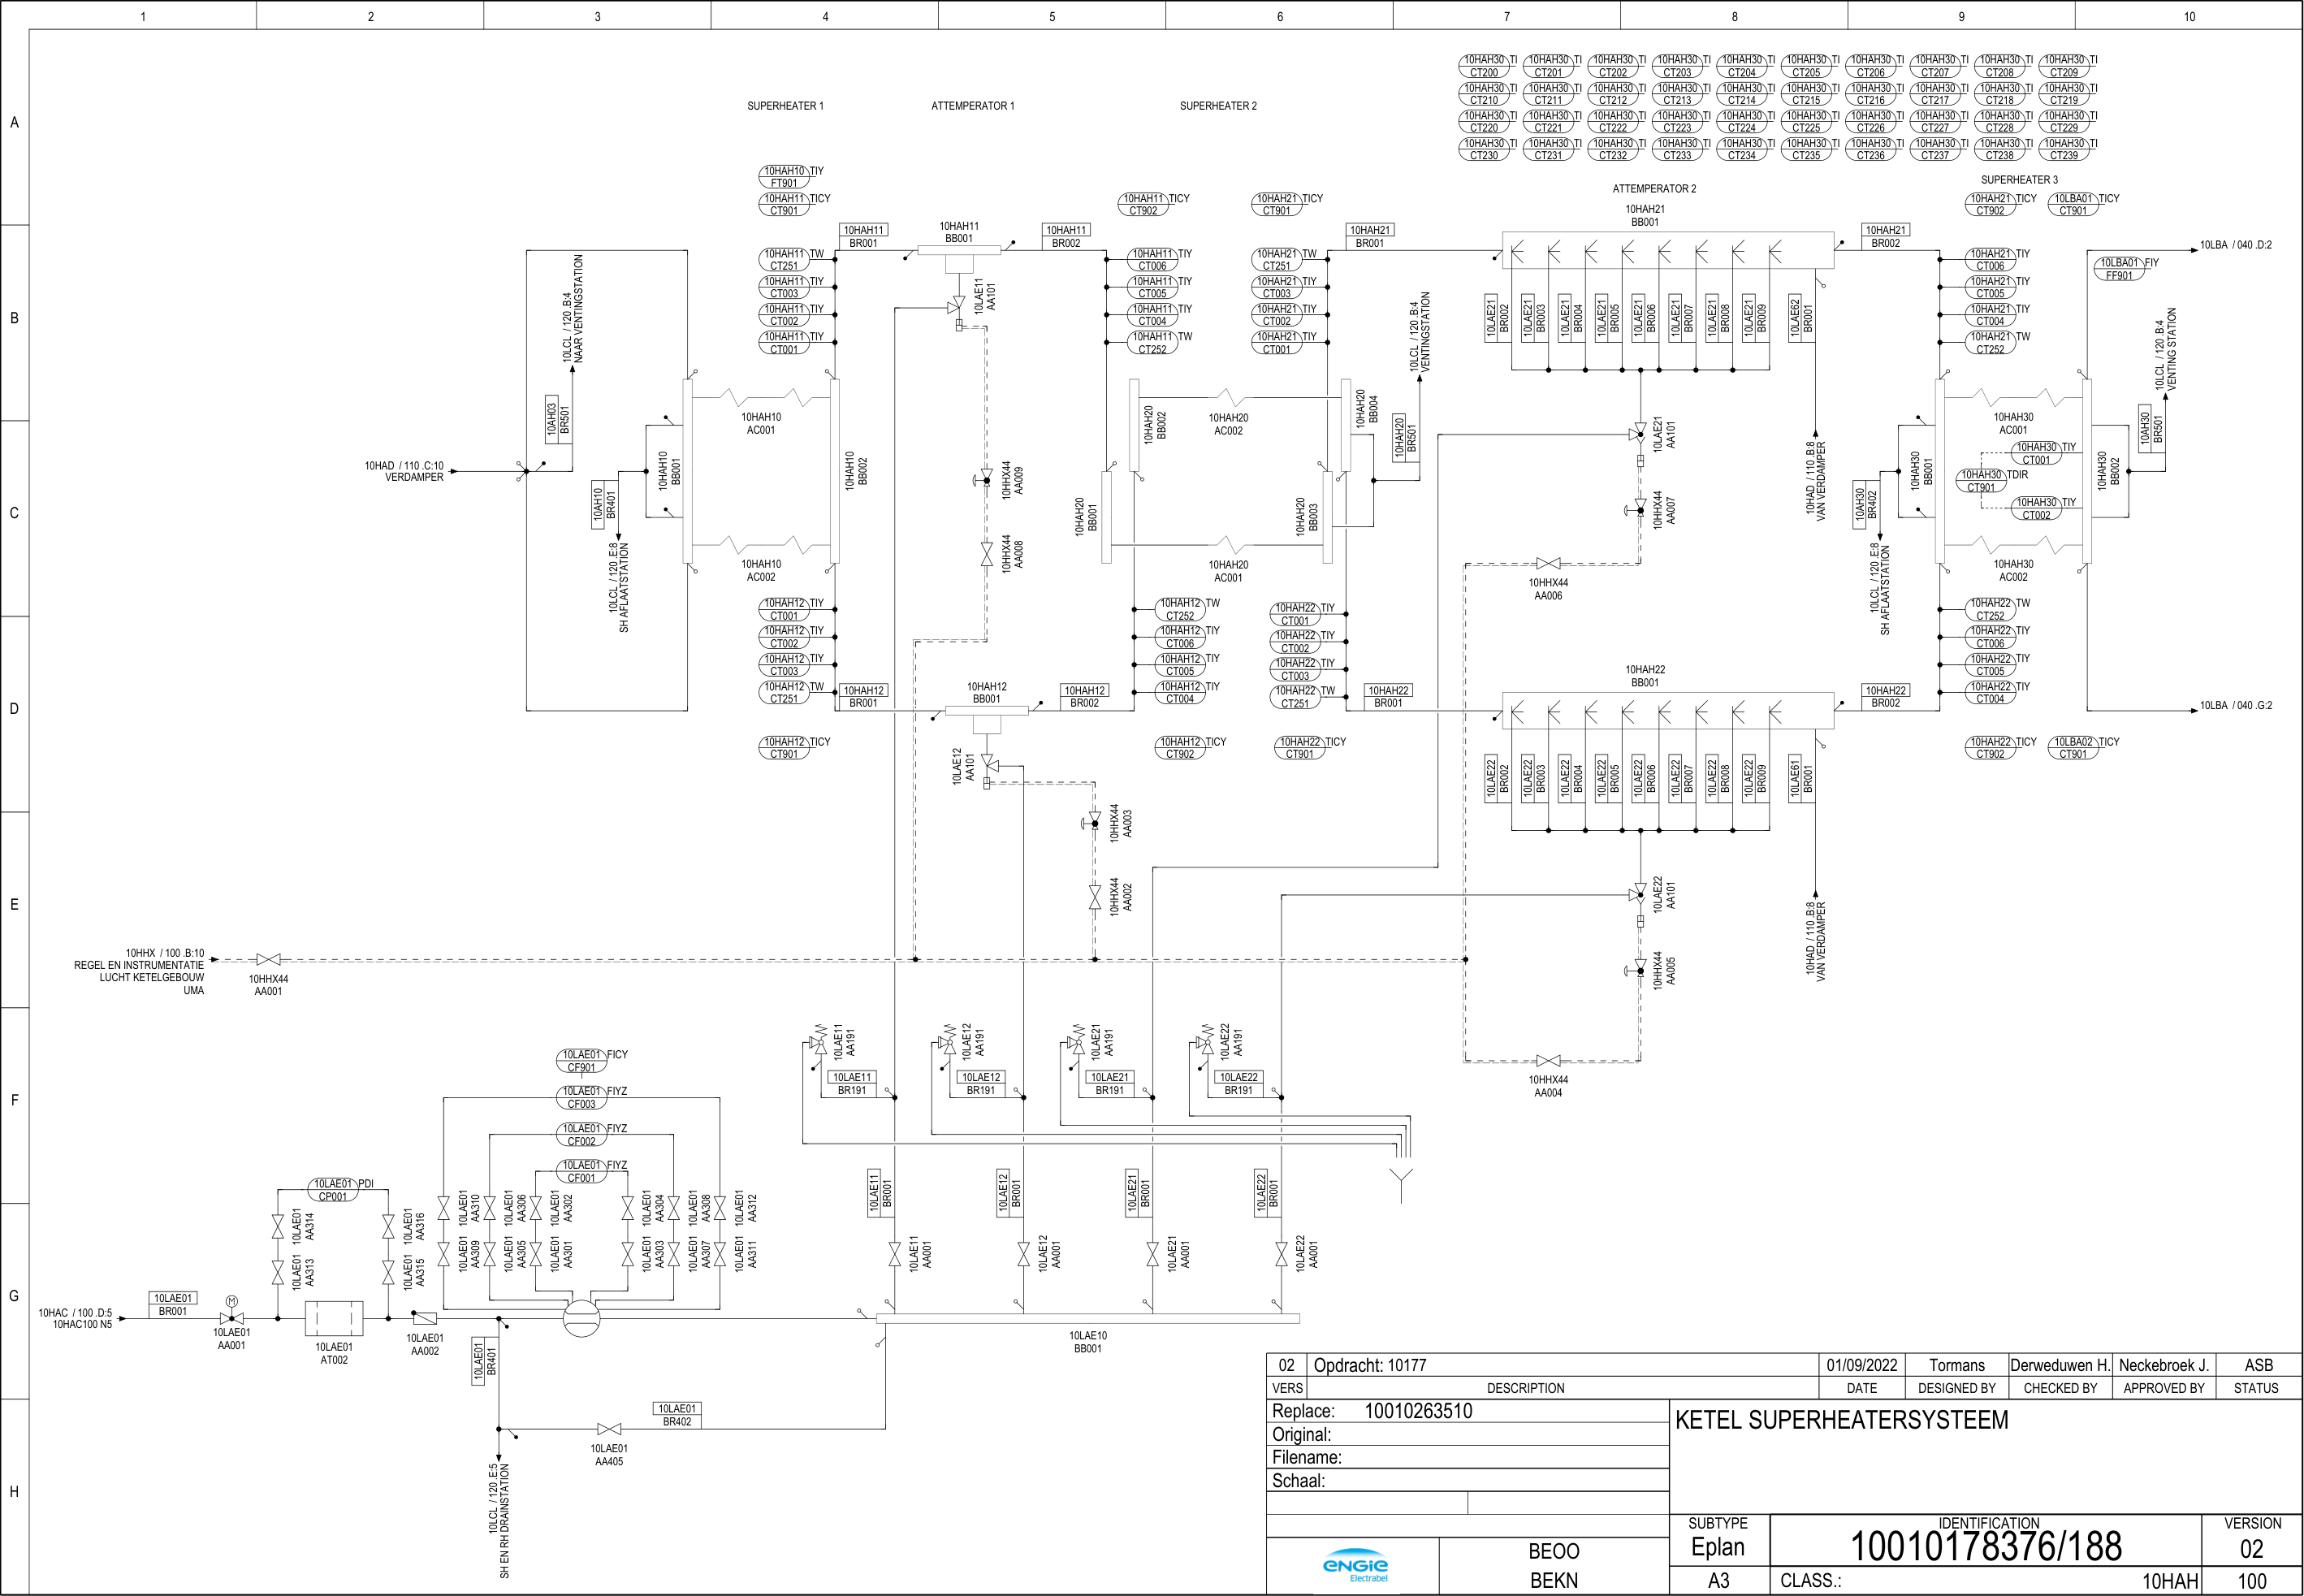 1 2 3 4 5 6 7 8 9 10
A
B
C
D
E
F
G
H
SUPERHEATER 1
ATTEMPERATOR 1
SUPERHEATER 2
10HAH30 TI 10HAH30 TI 10HAH30 TI 10HAH30 TI 10HAH30 TI 10HAH30 TI 10HAH30 TI 10HAH30 TI 10HAH30 TI 10HAH30 TI
CT200 CT201 CT202 CT203 CT204 CT205 CT206 CT207 CT208 CT209
10HAH30 TI 10HAH30 TI 10HAH30 TI 10HAH30 TI 10HAH30 TI 10HAH30 TI 10HAH30 TI 10HAH30 TI 10HAH30 TI 10HAH30 TI
CT210 CT211 CT212 CT213 CT214 CT215 CT216 CT217 CT218 CT219
10HAH30 TI 10HAH30 TI 10HAH30 TI 10HAH30 TI 10HAH30 TI 10HAH30 TI 10HAH30 TI 10HAH30 TI 10HAH30 TI 10HAH30 TI
CT220 CT221 CT222 CT223 CT224 CT225 CT226 CT227 CT228 CT229
10HAH30 TI 10HAH30 TI 10HAH30 TI 10HAH30 TI 10HAH30 TI 10HAH30 TI 10HAH30 TI 10HAH30 TI 10HAH30 TI 10HAH30 TI
CT230 CT231 CT232 CT233 CT234 CT235 CT236 CT237 CT238 CT239
ATTEMPERATOR 2
SUPERHEATER 3
10HAH10 TIY
FT901
10HAH11 TICY
CT901
10HAH11 TICY
CT902
10HAH21 TICY
CT901
10HAH21 TICY
CT902
10LBA01 TICY
CT901
10HAH11
BR001
10HAH11
BB001
10HAH11
BR002
10HAH21
BR001
10HAH21
BB001
10HAH21
BR002
10HAH11 TW
CT251
10HAH11 TIY
CT003
10HAH11 TIY
CT002
10HAH11 TIY
CT001
10LAE11
AA101
10HAH11 TIY
CT006
10HAH11 TIY
CT005
10HAH11 TIY
CT004
10HAH11 TW
CT252
10HAH21 TW
CT251
10HAH21 TIY
CT003
10HAH21 TIY
CT002
10HAH21 TIY
CT001
10LAE21
BR002
10LAE21
BR003
10LAE21
BR004
10LAE21
BR005
10LAE21
BR006
10LAE21
BR007
10LAE21
BR008
10LAE21
BR009
10LAE62
BR001
10HAH21 TIY
CT006
10HAH21 TIY
CT005
10HAH21 TIY
CT004
10HAH21 TW
CT252
10LBA01 FIY
FF901
10LBA / 040 .D:2
10LCL / 120 .B:4
NAAR VENTINGSTATION
10AH03
BR501
10HAD / 110 .C:10
VERDAMPER
10AH10
BR401
10LCL / 120 .E:8
SH AFLAATSTATION
10HAH10
BB001
10HAH10
AC001
10HAH10
AC002
10HAH10
BB002
10HHX44
AA009
10HHX44
AA008
10HAH20
BB001
10HAH20
BB002
10HAH20
AC002
10HAH20
AC001
10HAH20
BB003
10HAH20
BB004
10HAH20
BR501
10LCL / 120 .B:4
VENTINGSTATION
10LAE21
AA101
10HHX44
AA007
10HHX44
AA006
10HAD / 110 .B:8
VAN VERDAMPER
10AH30
BR402
10LCL / 120 .E:8
SH AFLAATSTATION
10HAH30
BB001
10HAH30
AC001
10HAH30 TIY
CT001
10HAH30 TDIR
CT901
10HAH30 TIY
CT002
10HAH30
AC002
10HAH30
BB002
10AH30
BR501
10LCL / 120 .B:4
VENTING STATION
10HAH12 TIY
CT001
10HAH12 TIY
CT002
10HAH12 TIY
CT003
10HAH12 TW
CT251
10HAH12
BR001
10HAH12
BB001
10HAH12
BR002
10HAH12 TW
CT252
10HAH12 TIY
CT006
10HAH12 TIY
CT005
10HAH12 TIY
CT004
10HAH22 TIY
CT001
10HAH22 TIY
CT002
10HAH22 TIY
CT003
10HAH22 TW
CT251
10HAH22
BR001
10HAH22
BB001
10HAH22
BR002
10HAH22 TW
CT252
10HAH22 TIY
CT006
10HAH22 TIY
CT005
10HAH22 TIY
CT004
10LBA / 040 .G:2
10HAH12 TICY
CT901
10LAE12
AA101
10HAH12 TICY
CT902
10HAH22 TICY
CT901
10HAH22 TICY
CT902
10LBA02 TICY
CT901
10LAE22
BR002
10LAE22
BR003
10LAE22
BR004
10LAE22
BR005
10LAE22
BR006
10LAE22
BR007
10LAE22
BR008
10LAE22
BR009
10LAE61
BR001
10HHX44
AA003
10HHX44
AA002
10LAE22
AA101
10HHX44
AA005
10HAD / 110 .B:8
VAN VERDAMPER
10HHX / 100 .B:10
REGEL EN INSTRUMENTATIE
LUCHT KETELGEBOUW
UMA
10HHX44
AA001
10HHX44
AA004
10LAE11
AA191
10LAE12
AA191
10LAE21
AA191
10LAE22
AA191
10LAE11
BR191
10LAE12
BR191
10LAE21
BR191
10LAE22
BR191
10LAE01 FICY
CF901
10LAE01 FIYZ
CF003
10LAE01 FIYZ
CF002
10LAE01 FIYZ
CF001
10LAE01 PDI
CP001
10LAE01
AA314
10LAE01
AA313
10LAE01
AA316
10LAE01
AA315
10LAE01
AA310
10LAE01
AA309
10LAE01
AA306
10LAE01
AA305
10LAE01
AA302
10LAE01
AA301
10LAE01
AA304
10LAE01
AA303
10LAE01
AA308
10LAE01
AA307
10LAE01
AA312
10LAE01
AA311
10LAE11
BR001
10LAE12
BR001
10LAE21
BR001
10LAE222
BR001
10LAE11
AA001
10LAE12
AA001
10LAE21
AA001
10LAE22
AA001
10HAC / 100 .D:5
10HAC100 N5
10LAE01
BR001
M
10LAE01
AA001
10LAE01
AT002
10LAE01
AA002
10LAE01
BR401
10LAE10
BB001
10LAE01
BR402
10LAE01
AA405
10LCL / 120 .E:5
SH EN RH DRAINSTATION
02 Opdracht: 10177 01/09/2022 Tormans Derweduwen H. Neckebroek J. ASB
VERS DESCRIPTION DATE DESIGNED BY CHECKED BY APPROVED BY STATUS
Replace: 10010263510
Original:
Filename:
Schaal:
KETEL SUPERHEATERSYSTEEM
ENGIE
Electrabel
BEOO
BEKN
SUBTYPE
Eplan
A3
IDENTIFICATION
10010178376/188
CLASS.: 10HAH
VERSION
02
100